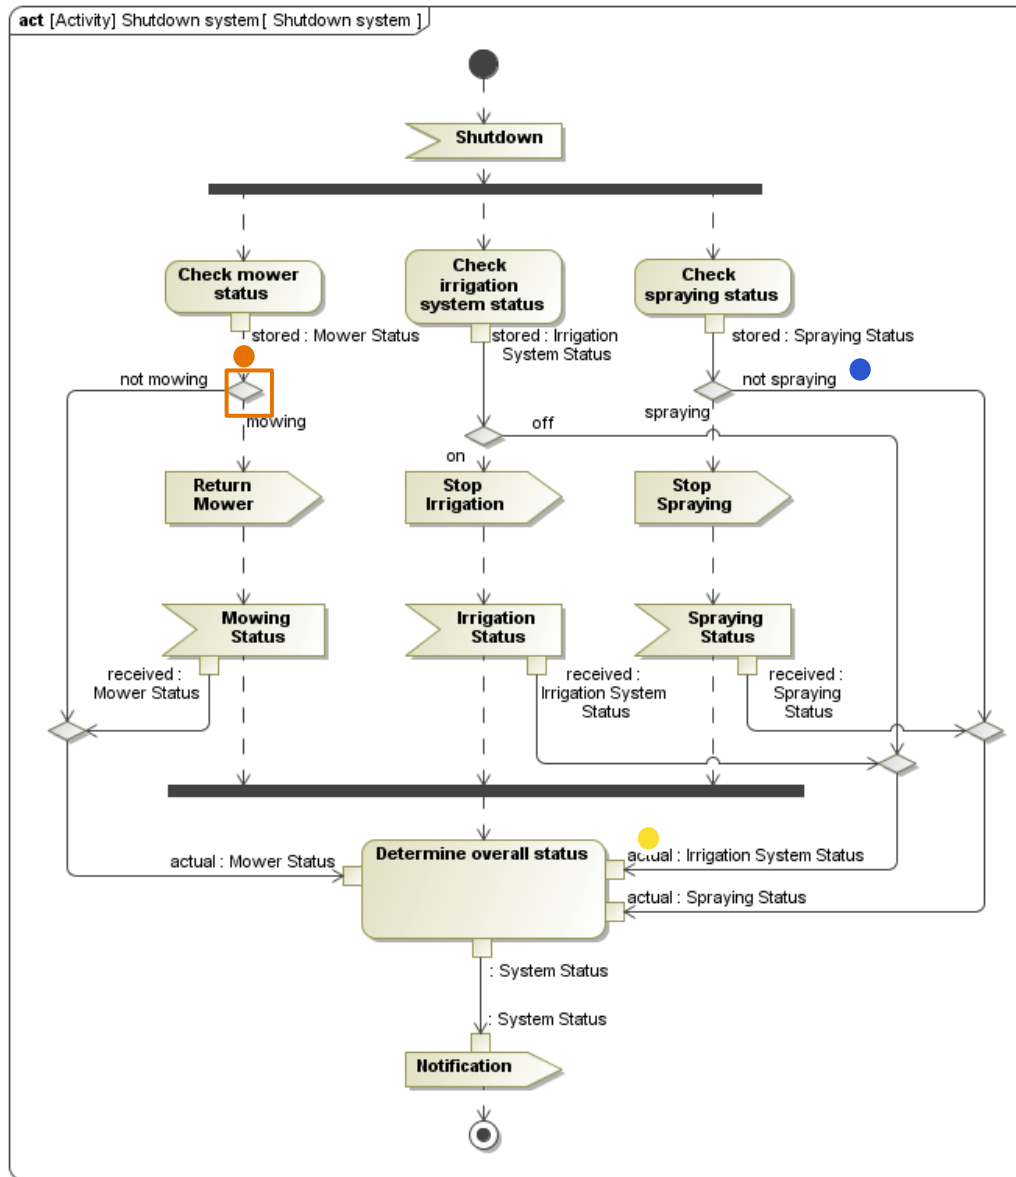 act [Activity] Shutdown system[ Shutdown system ]
Shutdown
Check mower
status
Check
irrigation
system status
Check
spraying status
stored : Mower Status
stored : Irrigation
System Status
stored : Spraying Status
not mowing
mowing
not spraying
spraying
off
on
Return
Mower
Stop
Irrigation
Stop
Spraying
Mowing
Status
Irrigation
Status
Spraying
Status
received :
Mower Status
received :
Irrigation System
Status
received :
Spraying
Status
Determine overall status
actual : Mower Status
actual : Irrigation System Status
actual : Spraying Status
: System Status
: System Status
Notification